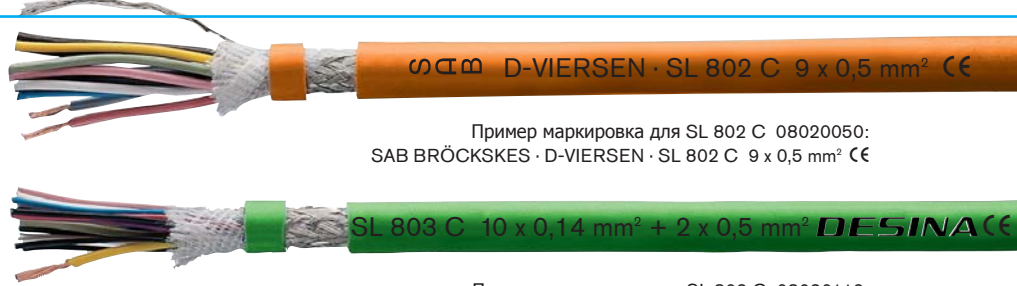 SAB D-VIERSEN · SL 802 C 9 x 0,5 mm² CE
Пример маркировка для SL 802 C 08020050:
SAB BRÖCKSKES · D-VIERSEN · SL 802 C 9 x 0,5 mm² CE
SL 803 C 10 x 0,14 mm² + 2 x 0,5 mm² DESINA CE